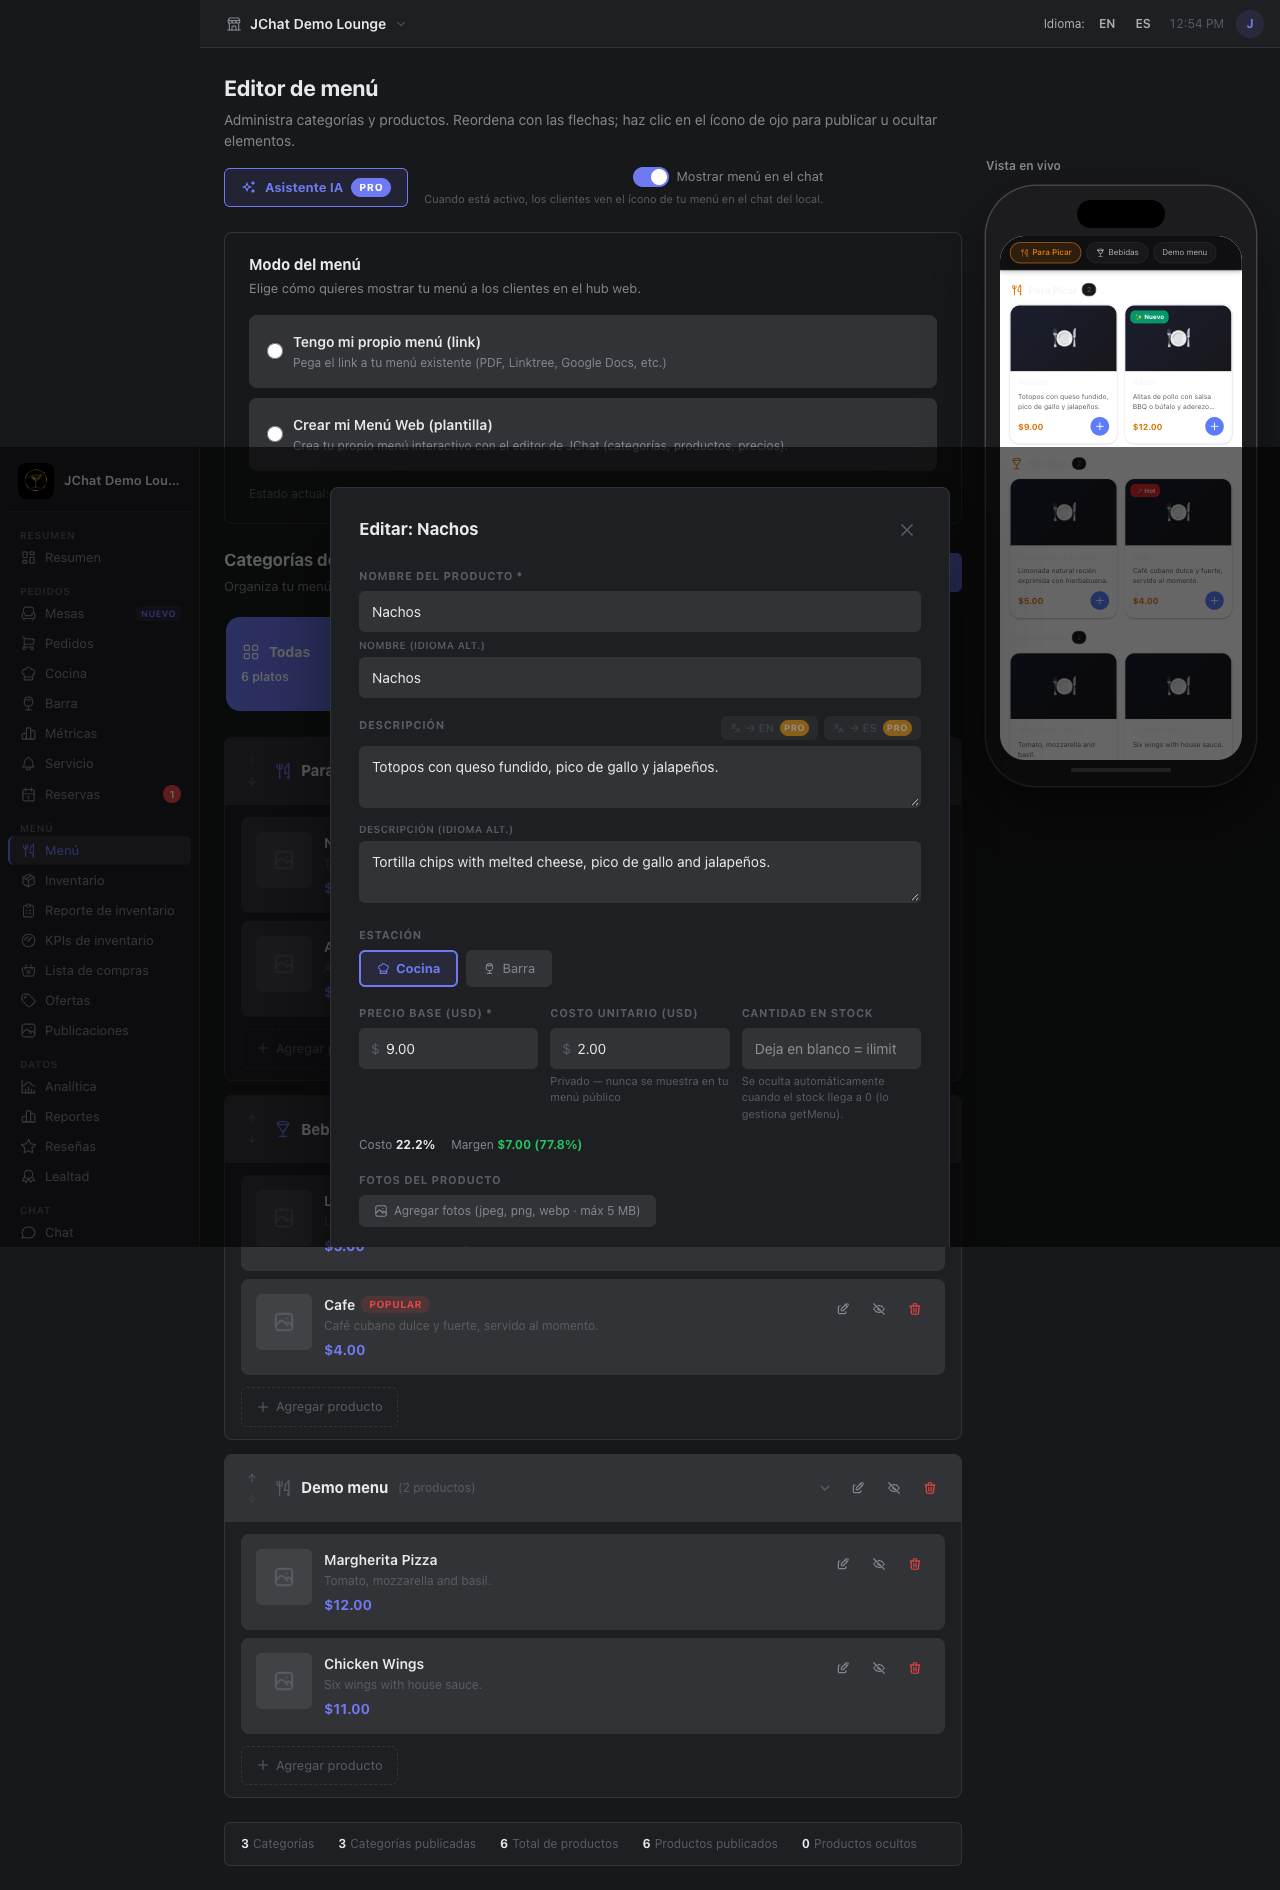 JChat Demo Lounge
Idioma: EN ES 12:54 PM J
Editor de menú
Administra categorías y productos. Reordena con las flechas; haz clic en el ícono de ojo para publicar u ocultar
elementos.
Asistente IA PRO
Mostrar menú en el chat
Cuando está activo, los clientes ven el ícono de tu menú en el chat del local.
Modo del menú
Elige cómo quieres mostrar tu menú a los clientes en el hub web.
Tengo mi propio menú (link)
Pega el link a tu menú existente (PDF, Linktree, Google Docs, etc.)
Crear mi Menú Web (plantilla)
Crea tu propio menú interactivo con el editor de JChat (categorías, productos, precios).
Estado actual:
Vista en vivo
Para Picar Bebidas Demo menu
Para Picar 2
Nuevo
Totopos con queso fundido,
pico de gallo y jalapeños.
$9.00
Alitas de pollo con salsa
BBQ o búfalo y aderezo...
$12.00
2
Hot
Limonada natural recién
exprimida con hierbabuena.
$5.00
Café cubano dulce y fuerte,
servido al momento.
$4.00
2
Tomato, mozzarella and
basil.
Six wings with house sauce.
JChat Demo Lou...
RESUMEN
Resumen
PEDIDOS
Mesas NUEVO
Pedidos
Cocina
Barra
Métricas
Servicio
Reservas 1
MENÚ
Menú
Inventario
Reporte de inventario
KPIs de inventario
Lista de compras
Ofertas
Publicaciones
DATOS
Analítica
Reportes
Reseñas
Lealtad
CHAT
Chat
Categorías de
Organiza tu menú
Todas
6 platos
Para
N
T
$
A
A
$
Agregar p
Beb
L
L
$5.00
Editar: Nachos
NOMBRE DEL PRODUCTO *
Nachos
NOMBRE (IDIOMA ALT.)
Nachos
DESCRIPCIÓN
→ EN PRO → ES PRO
Totopos con queso fundido, pico de gallo y jalapeños.
DESCRIPCIÓN (IDIOMA ALT.)
Tortilla chips with melted cheese, pico de gallo and jalapeños.
ESTACIÓN
Cocina Barra
PRECIO BASE (USD) *
$ 9.00
COSTO UNITARIO (USD)
$ 2.00
Privado — nunca se muestra en tu
menú público
CANTIDAD EN STOCK
Deja en blanco = ilimit
Se oculta automáticamente
cuando el stock llega a 0 (lo
gestiona getMenu).
Costo 22.2% Margen $7.00 (77.8%)
FOTOS DEL PRODUCTO
Agregar fotos (jpeg, png, webp · máx 5 MB)
Cafe POPULAR
Café cubano dulce y fuerte, servido al momento.
$4.00
Agregar producto
Demo menu (2 productos)
Margherita Pizza
Tomato, mozzarella and basil.
$12.00
Chicken Wings
Six wings with house sauce.
$11.00
Agregar producto
3 Categorías 3 Categorías publicadas 6 Total de productos 6 Productos publicados 0 Productos ocultos